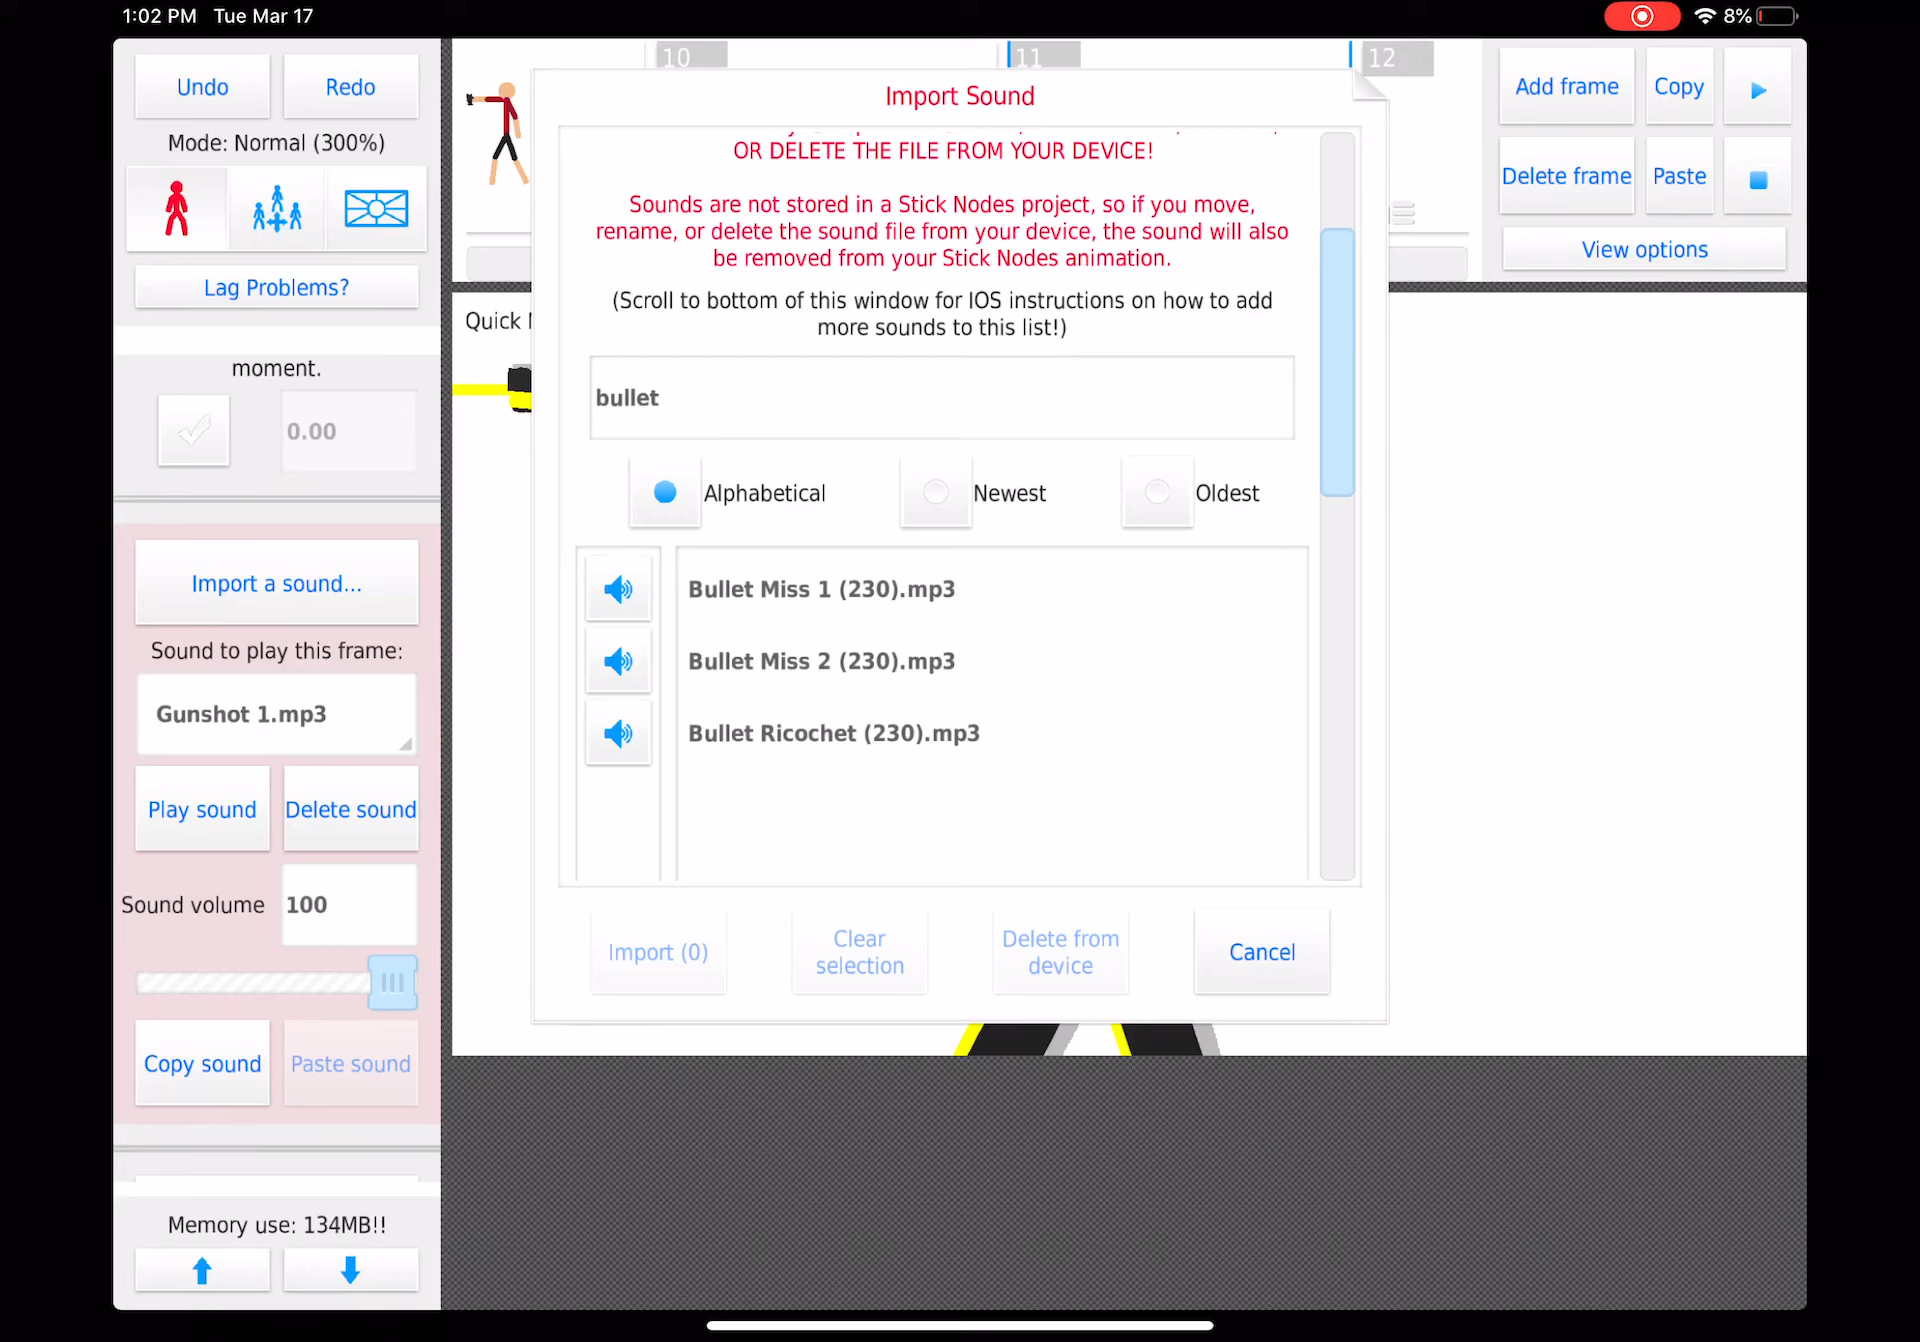 1:02 PM Tue Mar 17
8%
Undo
Redo
Mode: Normal (300%)
Lag Problems?
moment.
0.00
Import a sound...
Sound to play this frame:
Gunshot 1.mp3
Play sound
Delete sound
Sound volume
100
Copy sound
Paste sound
Memory use: 134MB!!
10
11
12
Quick
Import Sound
OR DELETE THE FILE FROM YOUR DEVICE!
Sounds are not stored in a Stick Nodes project, so if you move,
rename, or delete the sound file from your device, the sound will also
be removed from your Stick Nodes animation.
(Scroll to bottom of this window for IOS instructions on how to add
more sounds to this list!)
bullet
Alphabetical
Newest
Oldest
Bullet Miss 1 (230).mp3
Bullet Miss 2 (230).mp3
Bullet Ricochet (230).mp3
Import (0)
Clear
selection
Delete from
device
Cancel
Add frame
Copy
Delete frame
Paste
View options